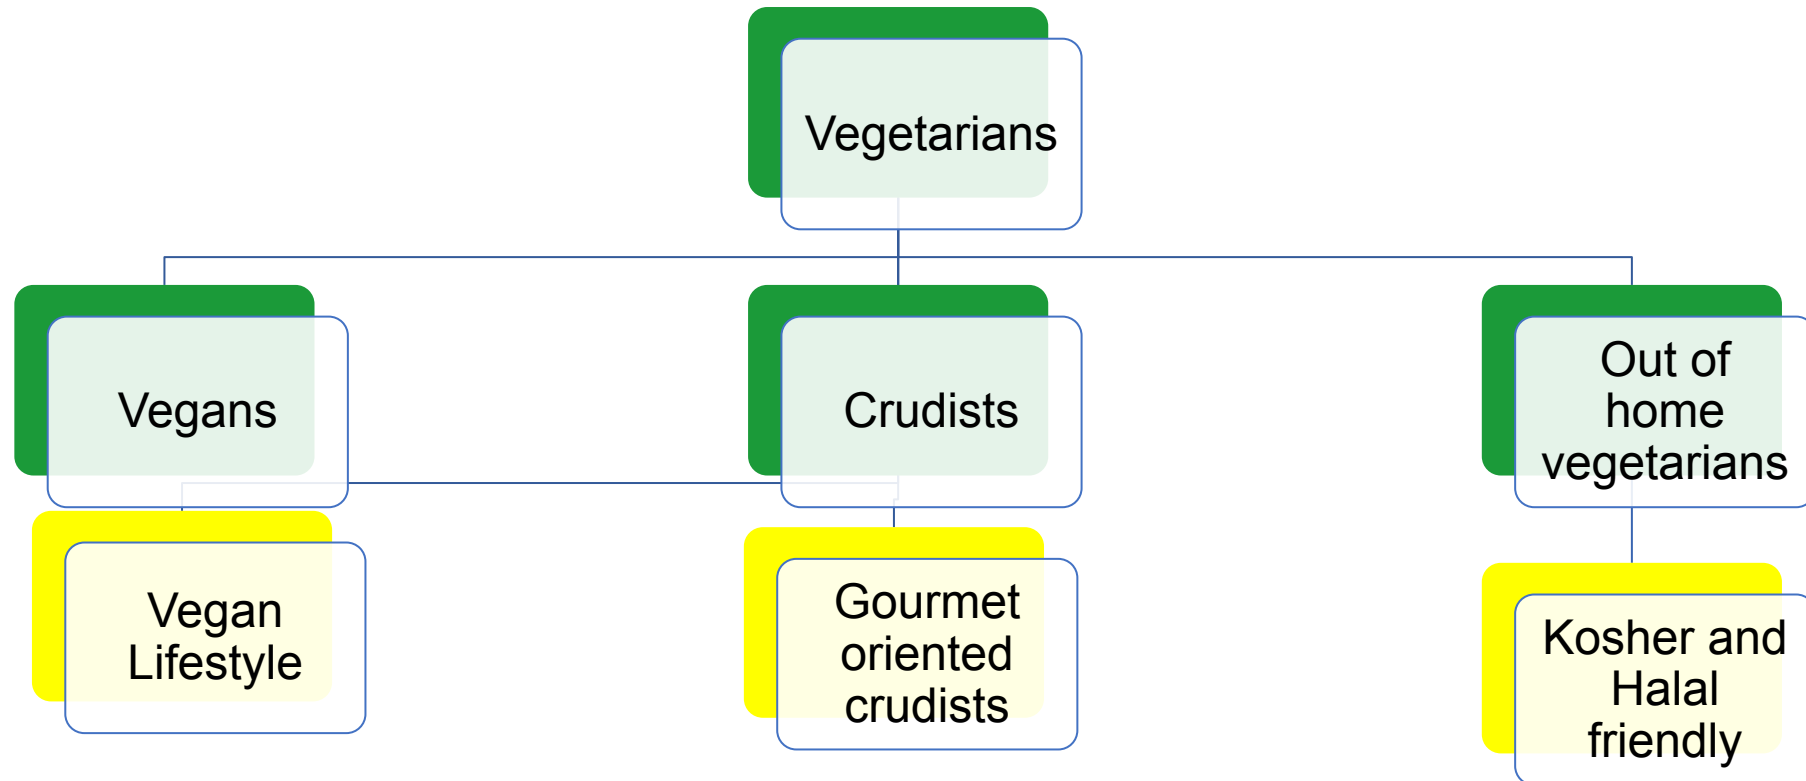 Vegetarians
Vegans
Crudists
Out of
home
vegetarians
Vegan
Lifestyle
Gourmet
oriented
crudists
Kosher and
Halal
friendly